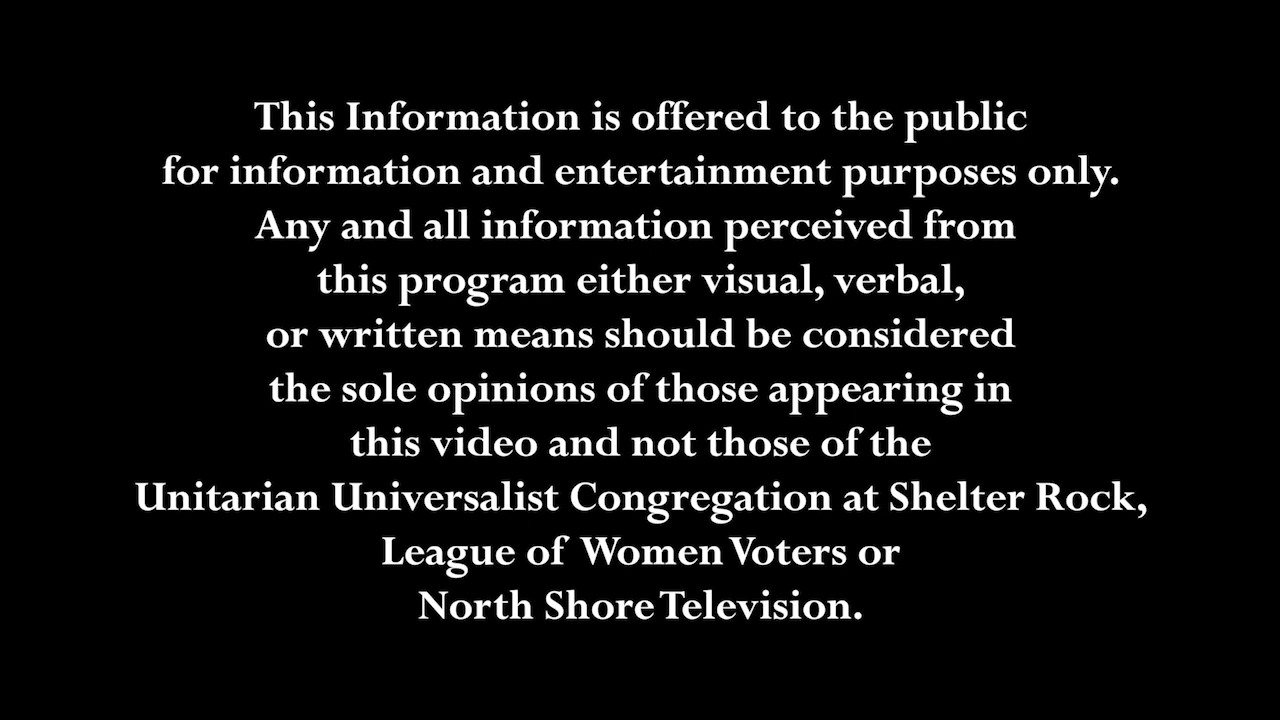 This Information is offered to the public
for information and entertainment purposes only.
Any and all information perceived from
this program either visual, verbal,
or written means should be considered
the sole opinions of those appearing in
this video and not those of the
Unitarian Universalist Congregation at Shelter Rock,
League of Women Voters or
North Shore Television.